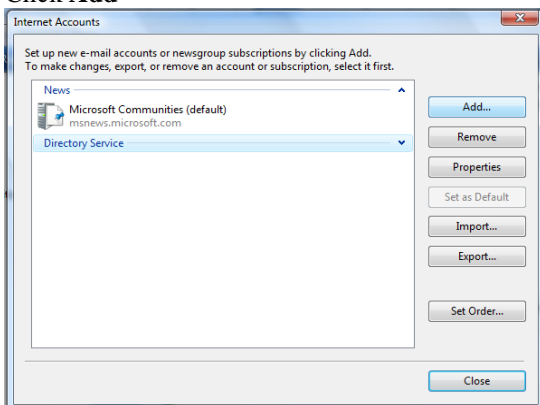 Click Add
Internet Accounts
Set up new e-mail accounts or newsgroup subscriptions by clicking Add.
To make changes, export, or remove an account or subscription, select it first.
News
Microsoft Communities (default)
msnews.microsoft.com
Directory Service
Add...
Remove
Properties
Set as Default
Import...
Export...
Set Order...
Close